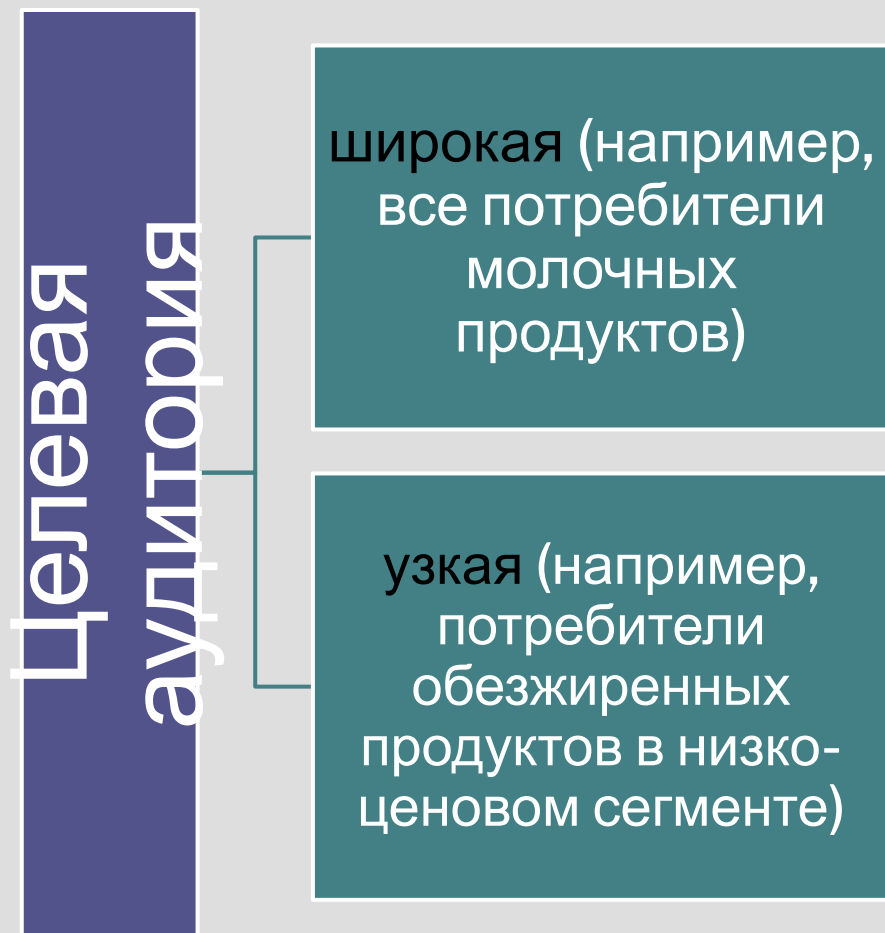 Целевая
аудитория
широкая (например,
все потребители
молочных
продуктов)
узкая (например,
потребители
обезжиренных
продуктов в низко-
ценовом сегменте)